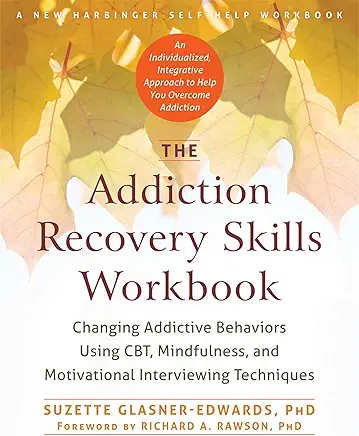 A NEW HARBINGER SELF-HELP WORKBOOK
An
Individualized,
Integrative
Approach to Help
You Overcome
Addiction
THE
Addiction
Recovery Skills
Workbook
Changing Addictive Behaviors
Using CBT, Mindfulness, and
Motivational Interviewing Techniques
SUZETTE GLASNER-EDWARDS, PhD
Foreword by RICHARD A. RAWSON, PhD